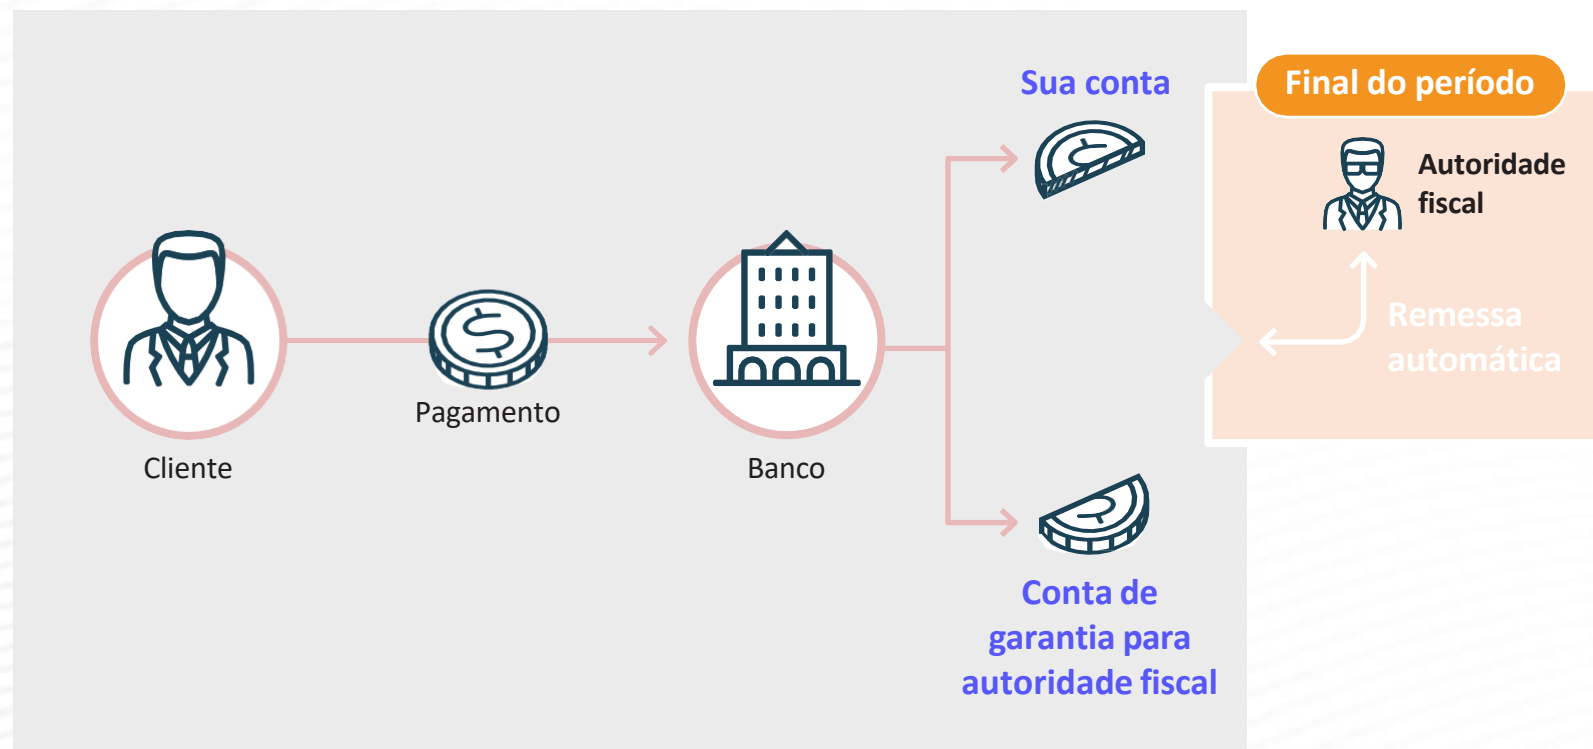 Sua conta
Final do período
Autoridade
fiscal
Remessa
automática
Pagamento
Cliente
Banco
Conta de
garantia para
autoridade fiscal